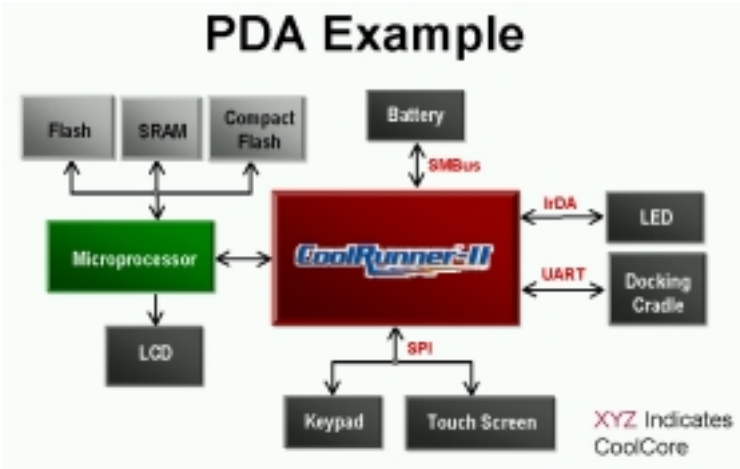 PDA Example
Flash
SRAM
Compact
Flash
Battery
SMBus
IrDA
LED
Microprocessor
CoolRunner-II
UART
Docking
Cradle
LCD
SPI
Keypad
Touch Screen
XYZ Indicates
CoolCore